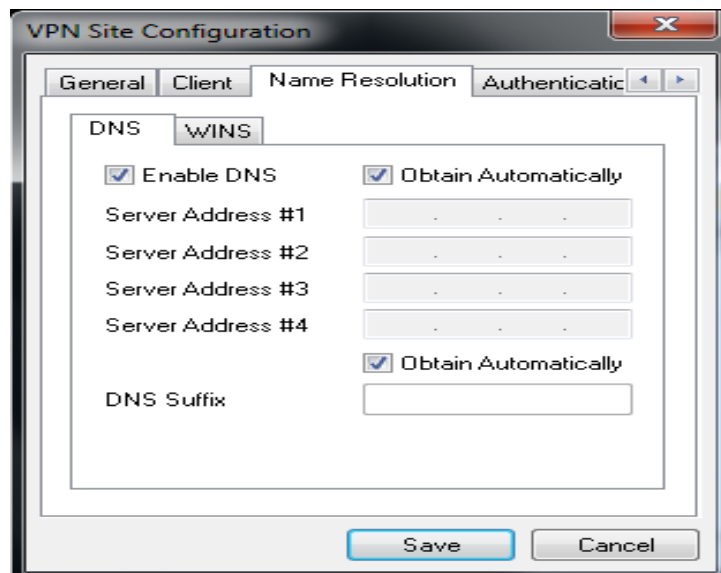 VPN Site Configuration
General Client Name Resolution Authenticatic
DNS WINS
Enable DNS Obtain Automatically
Server Address #1 . . .
Server Address #2 . . .
Server Address #3 . . .
Server Address #4 . . .
Obtain Automatically
DNS Suffix
Save Cancel